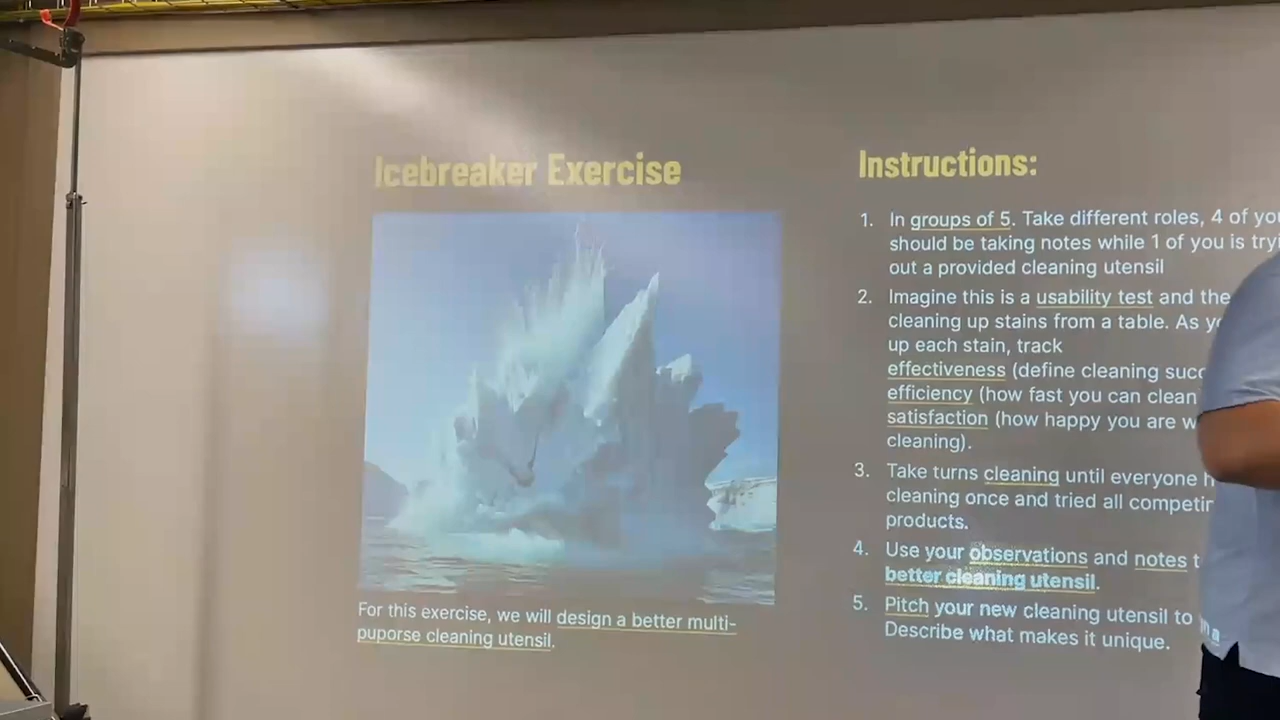 Icebreaker Exercise
For this exercise, we will design a better multi-
puporse cleaning utensil.
Instructions:
1. In groups of 5. Take different roles, 4 of
should be taking notes while 1 of you is
out a provided cleaning utensil
2. Imagine this is a usability test and
cleaning up stains from a table. As
up each stain, track
effectiveness (define cleaning
efficiency (how fast you can clean
satisfaction (how happy you are
cleaning).
3. Take turns cleaning until everyone
cleaning once and tried all
products.
4. Use your observations and notes
better cleaning utensil.
5. Pitch your new cleaning utensil to
Describe what makes it unique.